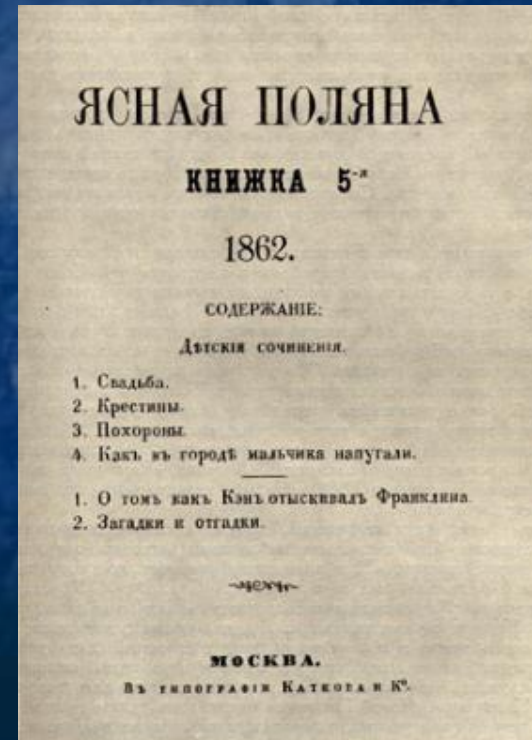 ЯСНАЯ ПОЛЯНА
КНИЖКА 5-я
1862.
СОДЕРЖАНІЕ:
Дѣтскія сочиненія.
1. Свадьба.
2. Крестины.
3. Похороны.
4. Какъ въ городѣ мальчика напугали.
1. О томъ какъ Кэнъ отыскивалъ Франклина.
2. Загадки и отгадки.
МОСКВА.
Въ типографіи Каткова и Кº.